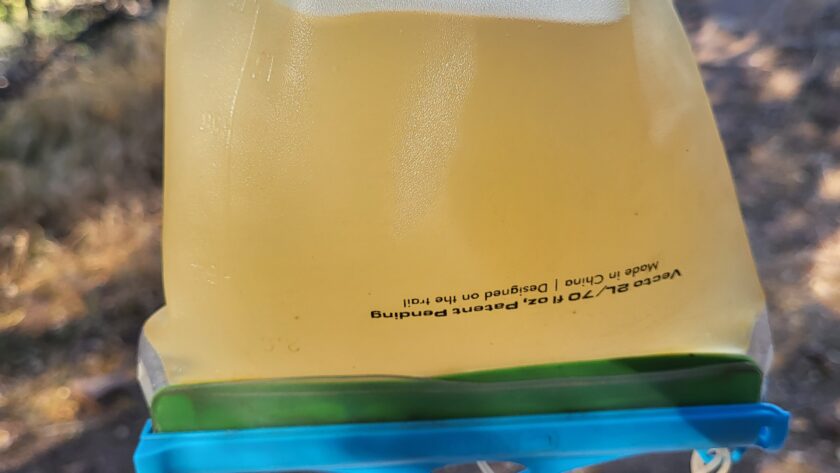 Vecto 2L/70 fl oz, Patent Pending
Made in China | Designed on the trail